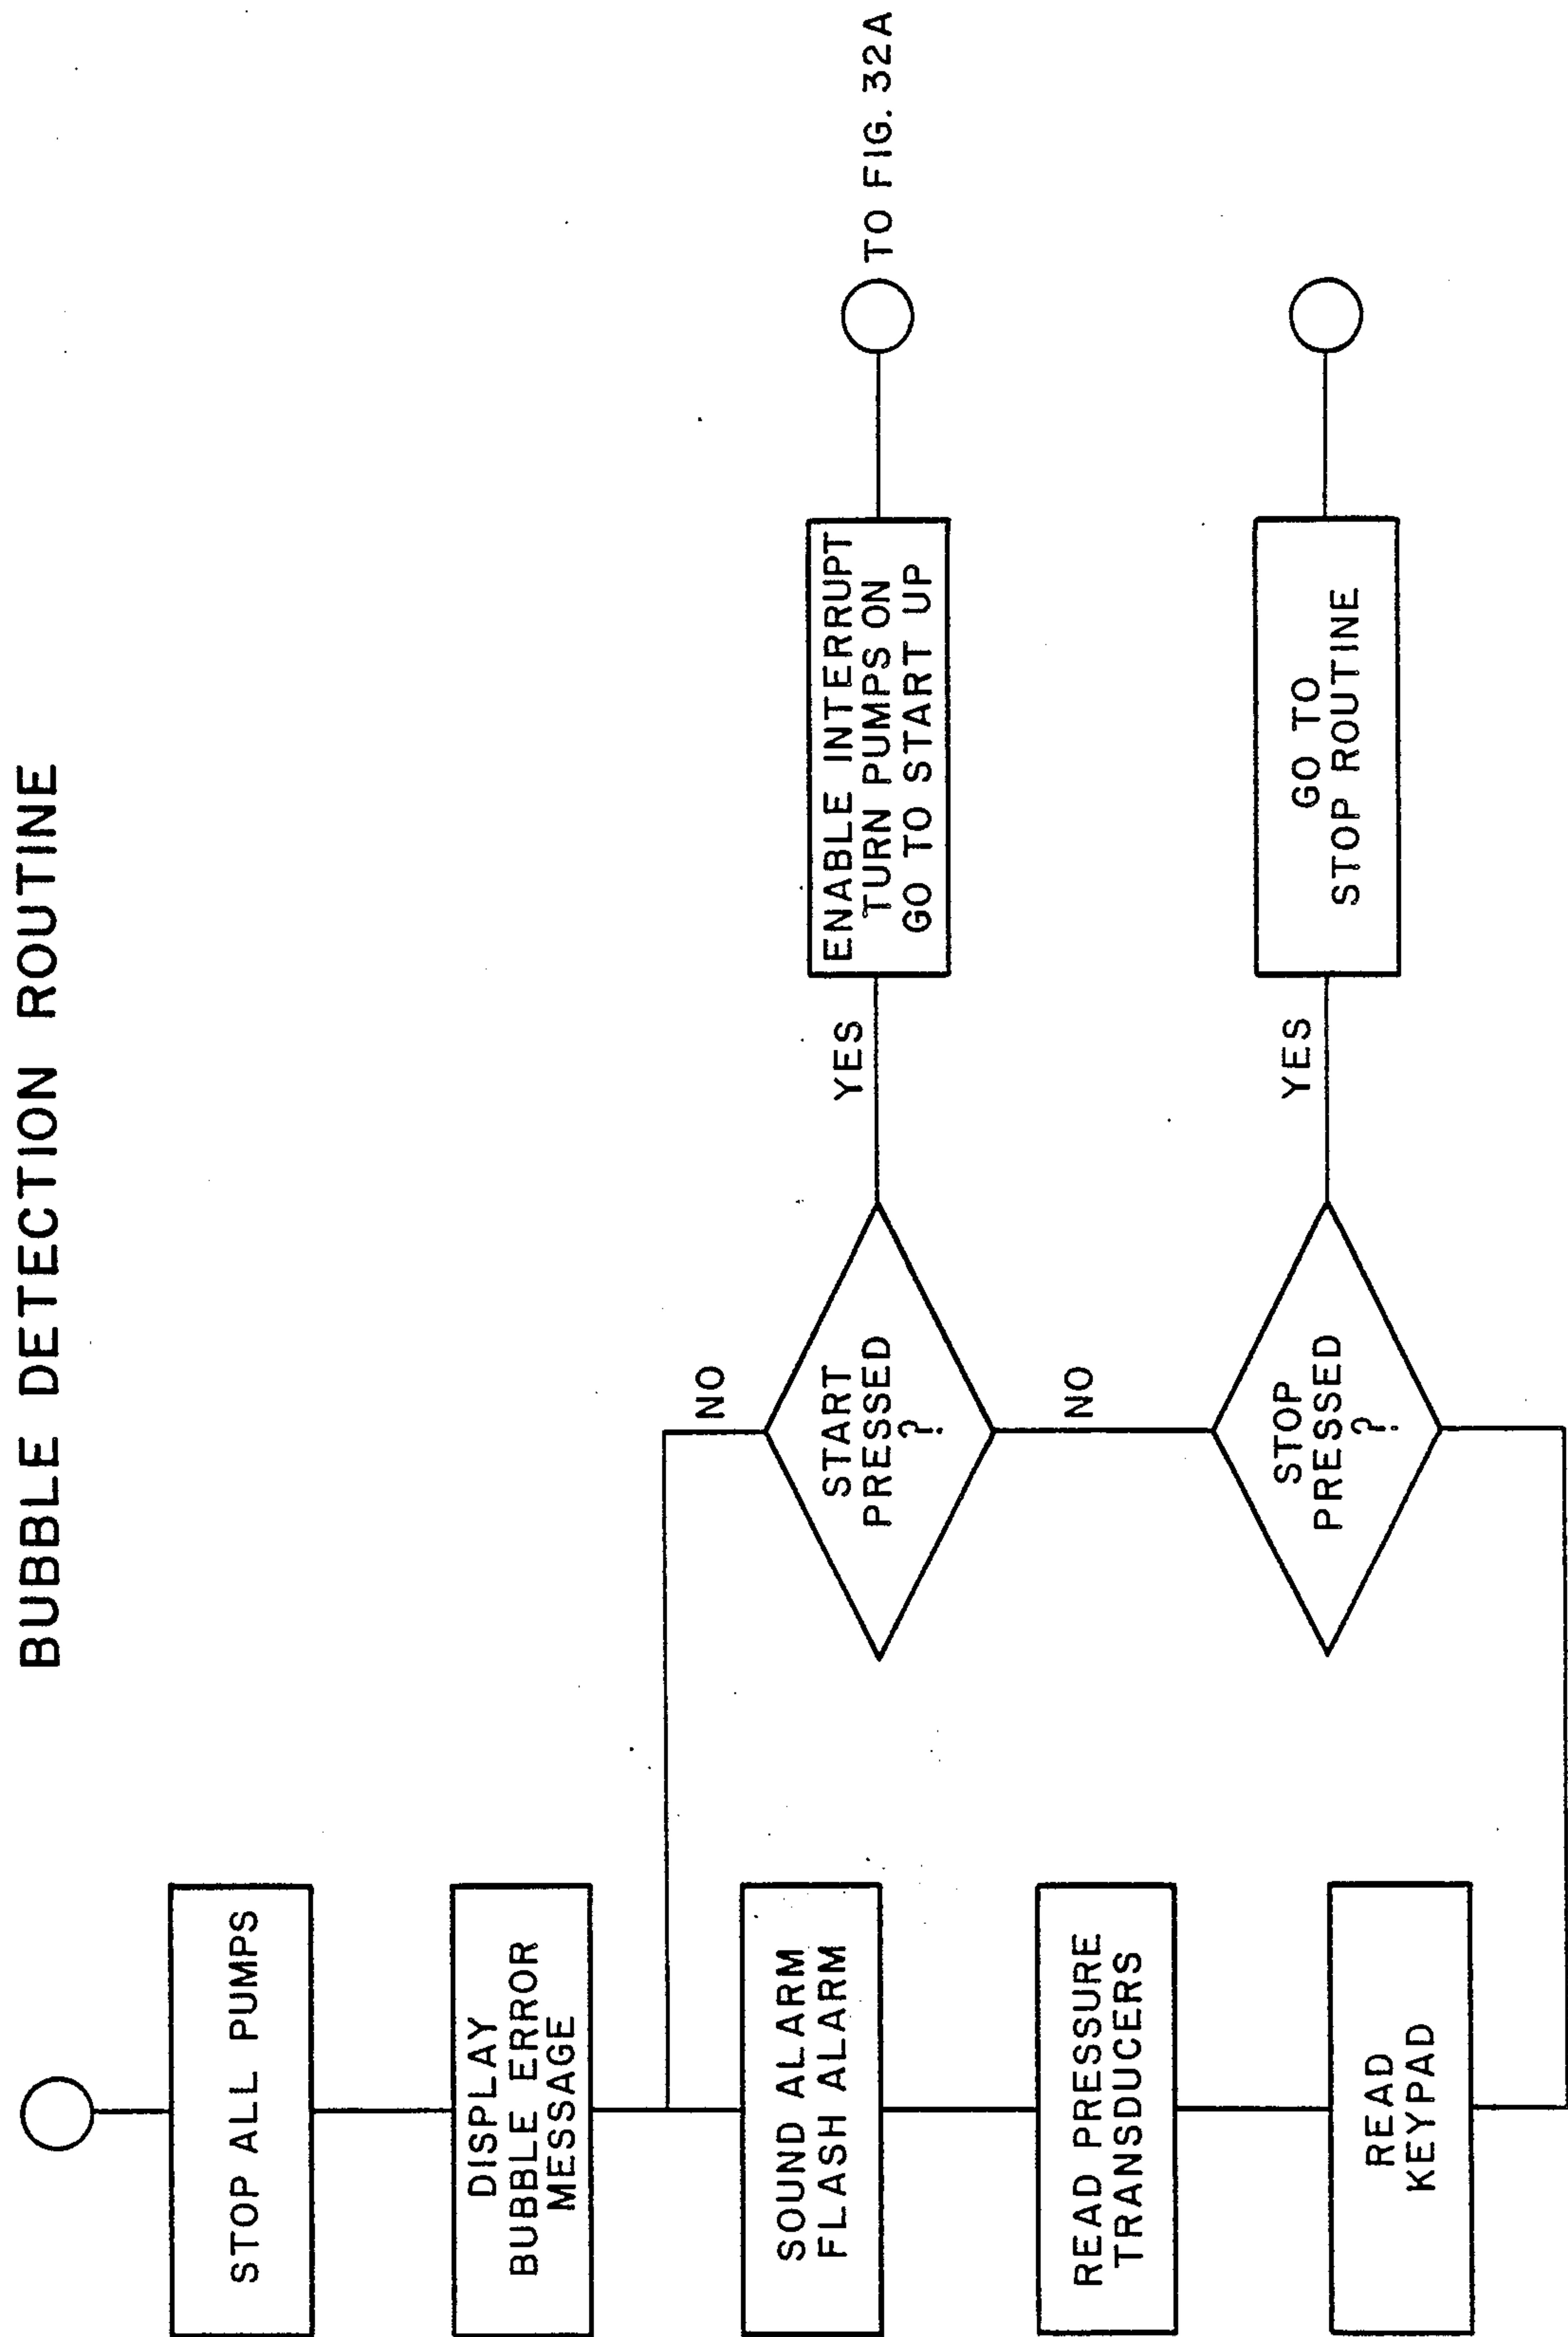 BUBBLE DETECTION ROUTINE
STOP ALL PUMPS
DISPLAY
BUBBLE ERROR
MESSAGE
SOUND ALARM
FLASH ALARM
READ PRESSURE
TRANSDUCERS
READ
KEYPAD
NO
START
PRESSED
?
YES
ENABLE INTERRUPT
TURN PUMPS ON
GO TO START UP
TO FIG. 32A
NO
STOP
PRESSED
?
YES
GO TO
STOP ROUTINE